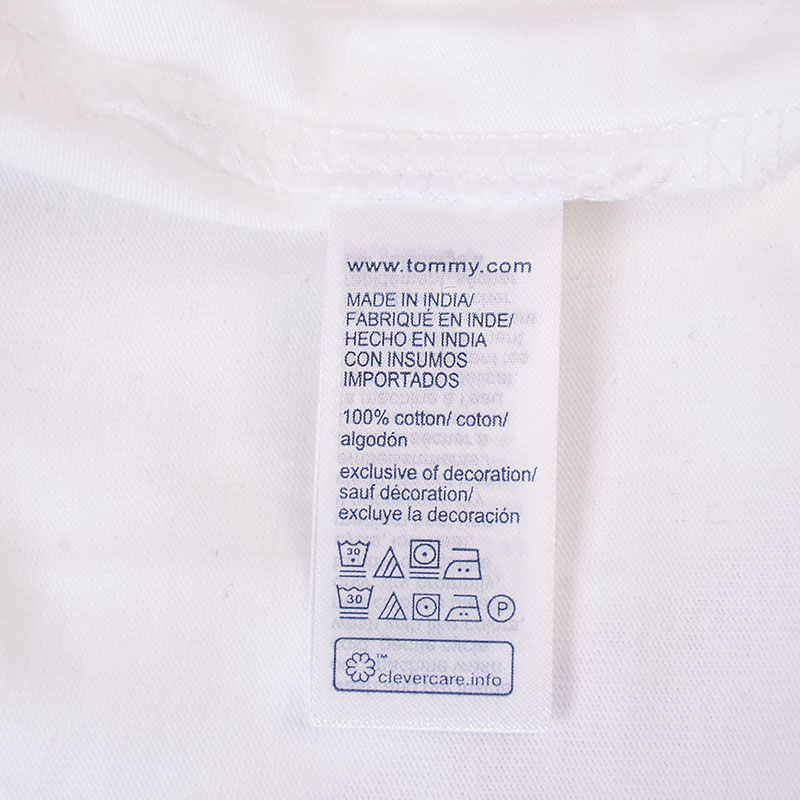 www.tommy.com
MADE IN INDIA/
FABRIQUÉ EN INDE/
HECHO EN INDIA
CON INSUMOS
IMPORTADOS
100% cotton/ coton/
algodón
exclusive of decoration/
sauf décoration/
excluye la decoración
30
30 P
™
clevercare.info